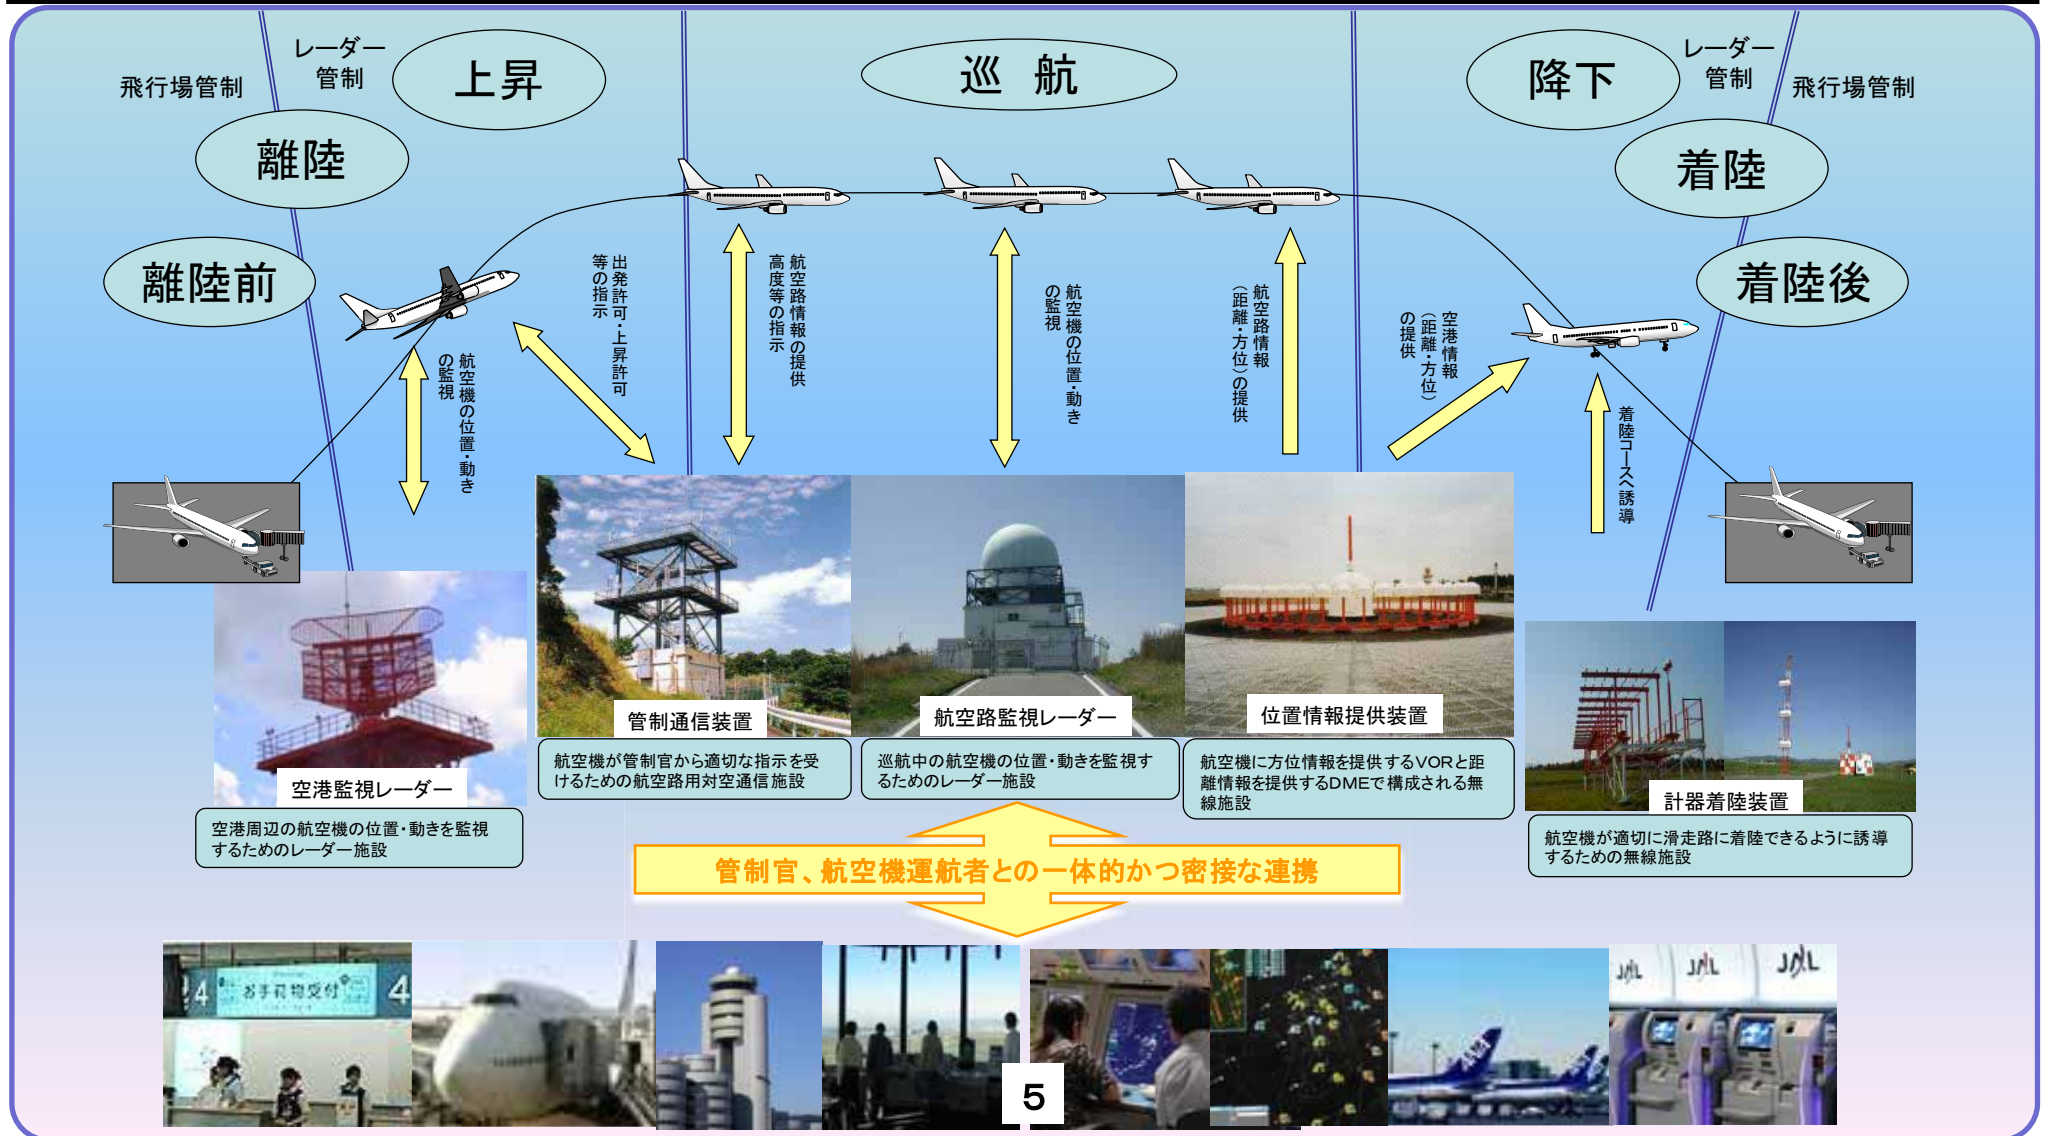 飛行場管制
レーダー
管制
上昇
巡 航
降下
レーダー
管制
飛行場管制
離陸
着陸
離陸前
着陸後
航空機の位置・動き
の監視
出発許可・上昇許可
等の指示
航空路情報の提供
高度等の指示
航空機の位置・動き
の監視
航空路情報
(距離・方位)の提供
空港情報
(距離・方位)
の提供
着陸コースへ誘導
空港監視レーダー
空港周辺の航空機の位置・動きを監視
するためのレーダー施設
管制通信装置
航空機が管制官から適切な指示を受
けるための航空路用対空通信施設
航空路監視レーダー
巡航中の航空機の位置・動きを監視す
るためのレーダー施設
位置情報提供装置
航空機に方位情報を提供するVORと距
離情報を提供するDMEで構成される無
線施設
計器着陸装置
航空機が適切に滑走路に着陸できるように誘導
するための無線施設
管制官、航空機運航者との一体的かつ密接な連携
4
お手荷物受付
4
ANA
JAL
JAL
JAL
5